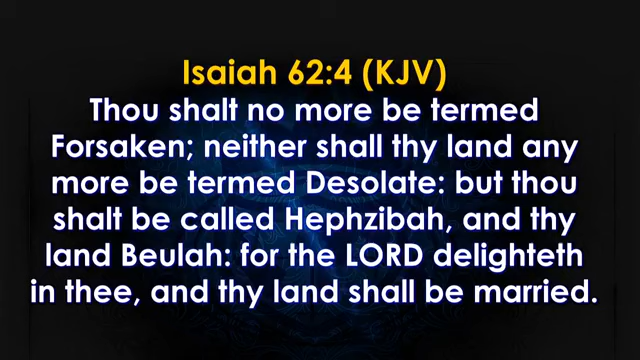 Isaiah 62:4 (KJV)
Thou shalt no more be termed
Forsaken; neither shall thy land any
more be termed Desolate: but thou
shalt be called Hephzibah, and thy
land Beulah: for the LORD delighteth
in thee, and thy land shall be married.